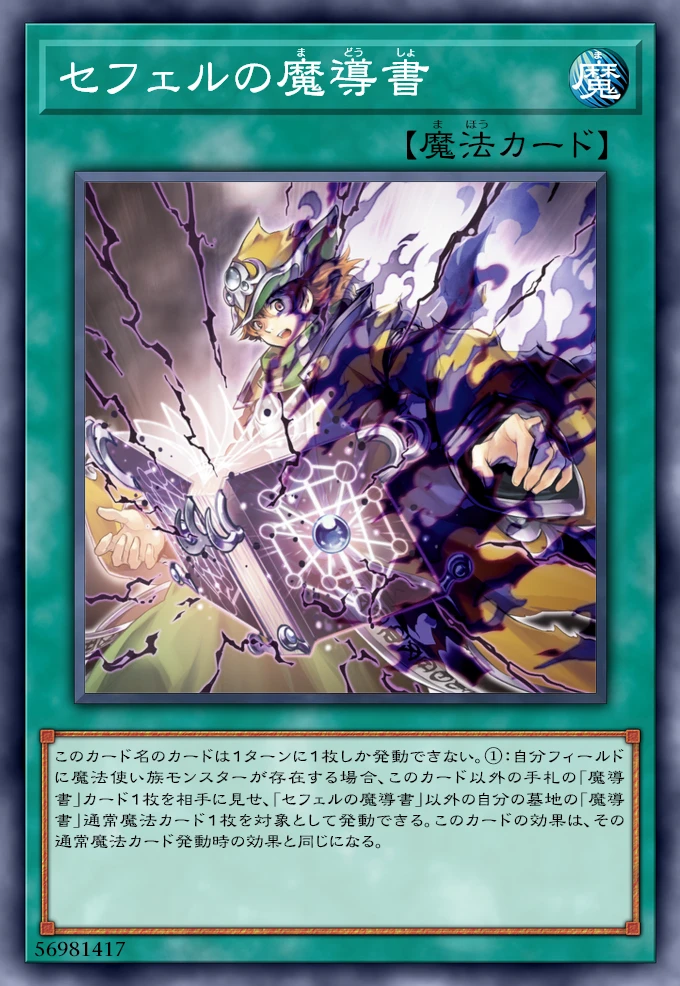 セフェルの魔導書
魔
【魔法カード】
このカード名のカードは1ターンに1枚しか発動できない。①:自分フィールド
に魔法使い族モンスターが存在する場合、このカード以外の手札の「魔導
書」カード1枚を相手に見せ、「セフェルの魔導書」以外の自分の墓地の「魔導
書」通常魔法カード1枚を対象として発動できる。このカードの効果は、その
通常魔法カード発動時の効果と同じになる。
56981417